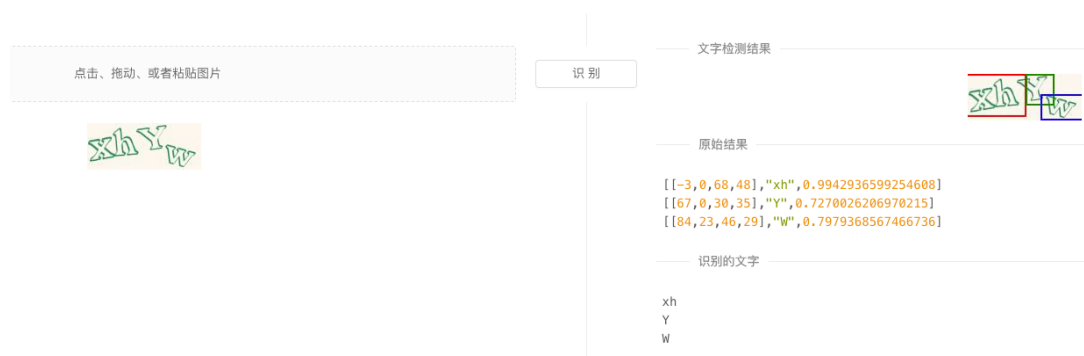 点击、拖动、或者粘贴图片
识 别
xhYw
文字检测结果
xhYw
原始结果
[[-3,0,68,48],"xh",0.9942936599254608]
[[67,0,30,35],"Y",0.7270026206970215]
[[84,23,46,29],"W",0.7979368567466736]
识别的文字
xh
Y
W